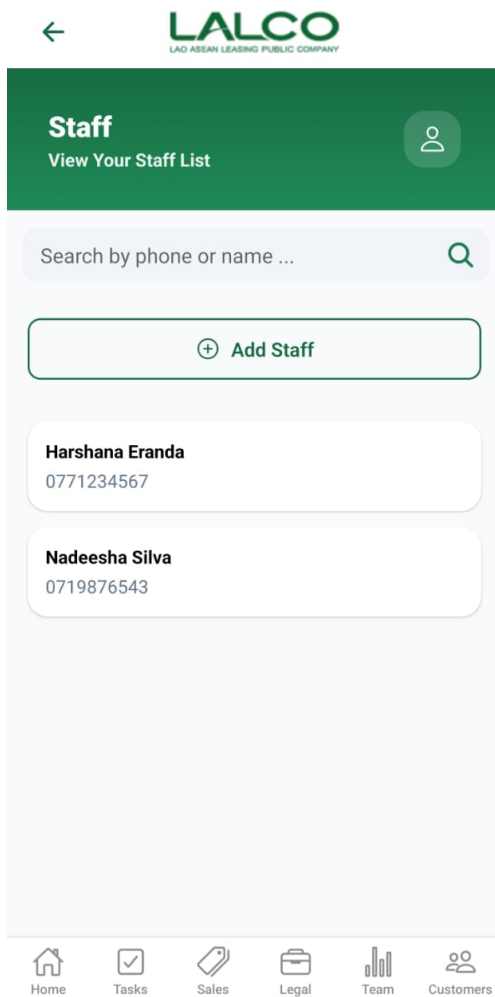 LALCO
LAO ASEAN LEASING PUBLIC COMPANY
Staff
View Your Staff List
Search by phone or name ...
Add Staff
Harshana Eranda
0771234567
Nadeesha Silva
0719876543
Home Tasks Sales Legal Team Customers